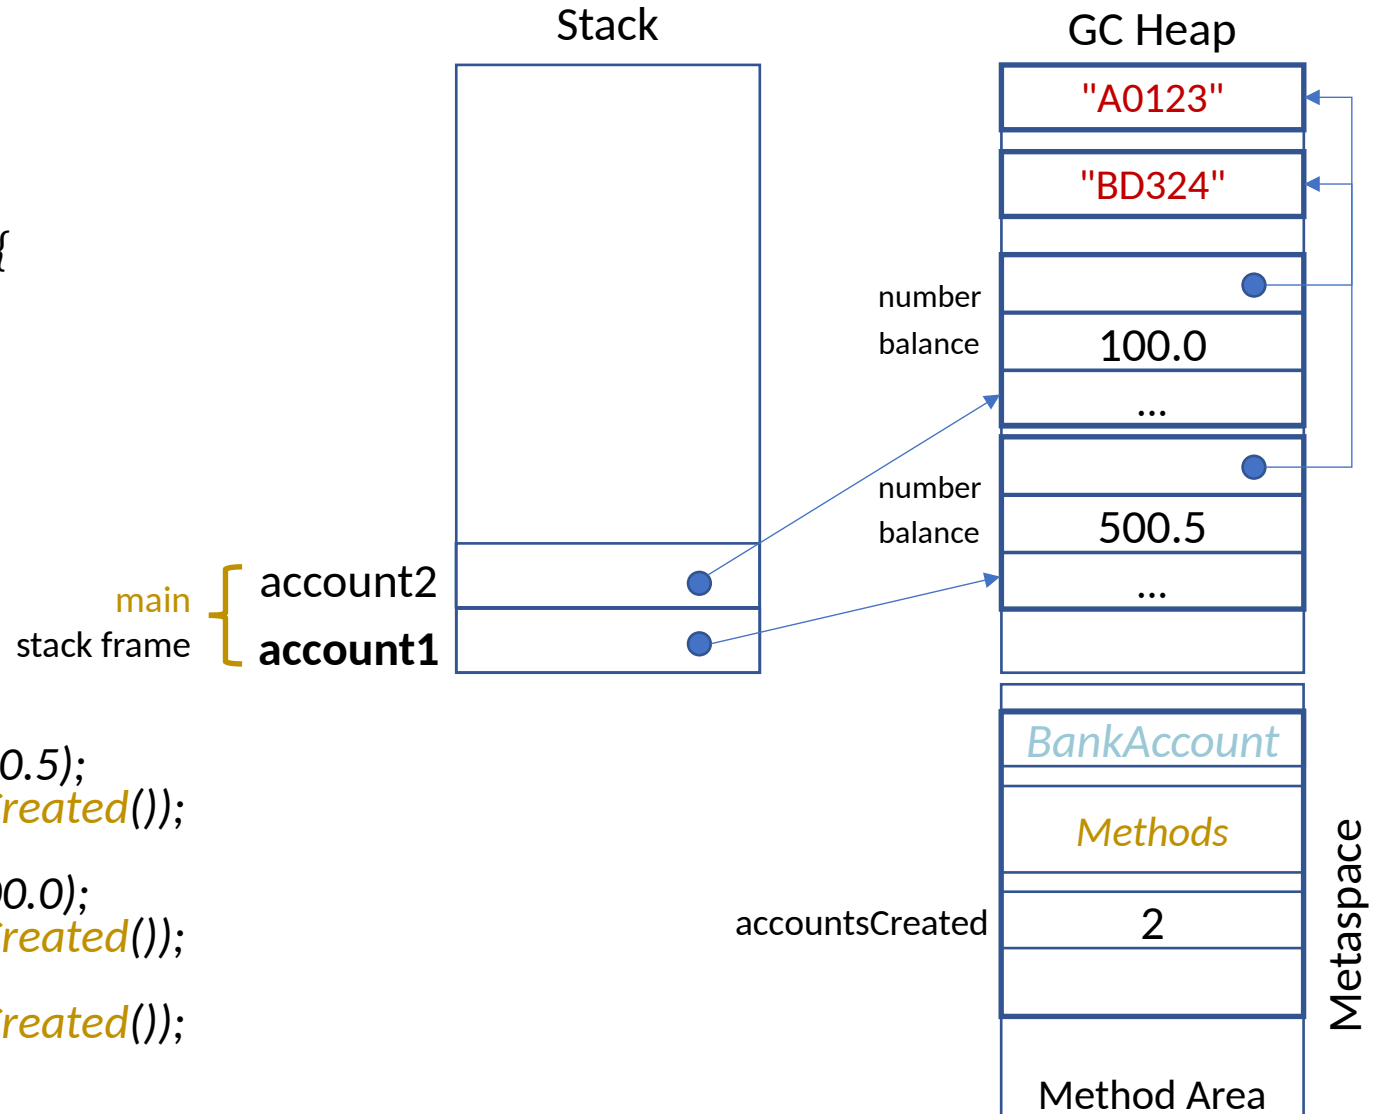 Stack
GC Heap
"A0123"
"BD324"
{
number
balance
100.0
...
number
balance
500.5
...
main
stack frame
account2
account1
0.5);
reated());
00.0);
reated());
reated());
BankAccount
Methods
accountsCreated
2
Metaspace
Method Area